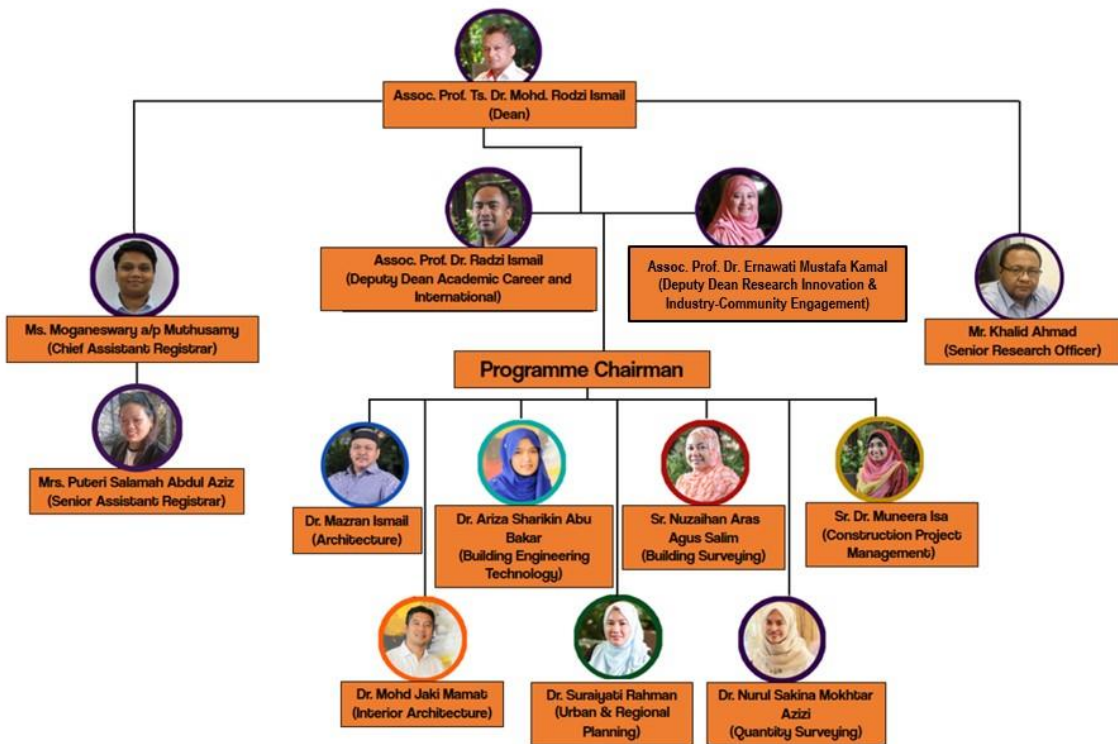 Assoc. Prof. Ts. Dr. Mohd. Rodzi Ismail
(Dean)
Assoc. Prof. Dr. Radzi Ismail
(Deputy Dean Academic Career and
International)
Assoc. Prof. Dr. Ernawati Mustafa Kamal
(Deputy Dean Research Innovation &
Industry-Community Engagement)
Ms. Moganeswary a/p Muthusamy
(Chief Assistant Registrar)
Mr. Khalid Ahmad
(Senior Research Officer)
Mrs. Puteri Salamah Abdul Aziz
(Senior Assistant Registrar)
Programme Chairman
Dr. Mazran Ismail
(Architecture)
Dr. Ariza Sharikin Abu
Bakar
(Building Engineering
Technology)
Sr. Nuzaihan Aras
Agus Salim
(Building Surveying)
Sr. Dr. Muneera Isa
(Construction Project
Management)
Dr. Mohd Jaki Mamat
(Interior Architecture)
Dr. Suraiyati Rahman
(Urban & Regional
Planning)
Dr. Nurul Sakina Mokhtar
Azizi
(Quantity Surveying)